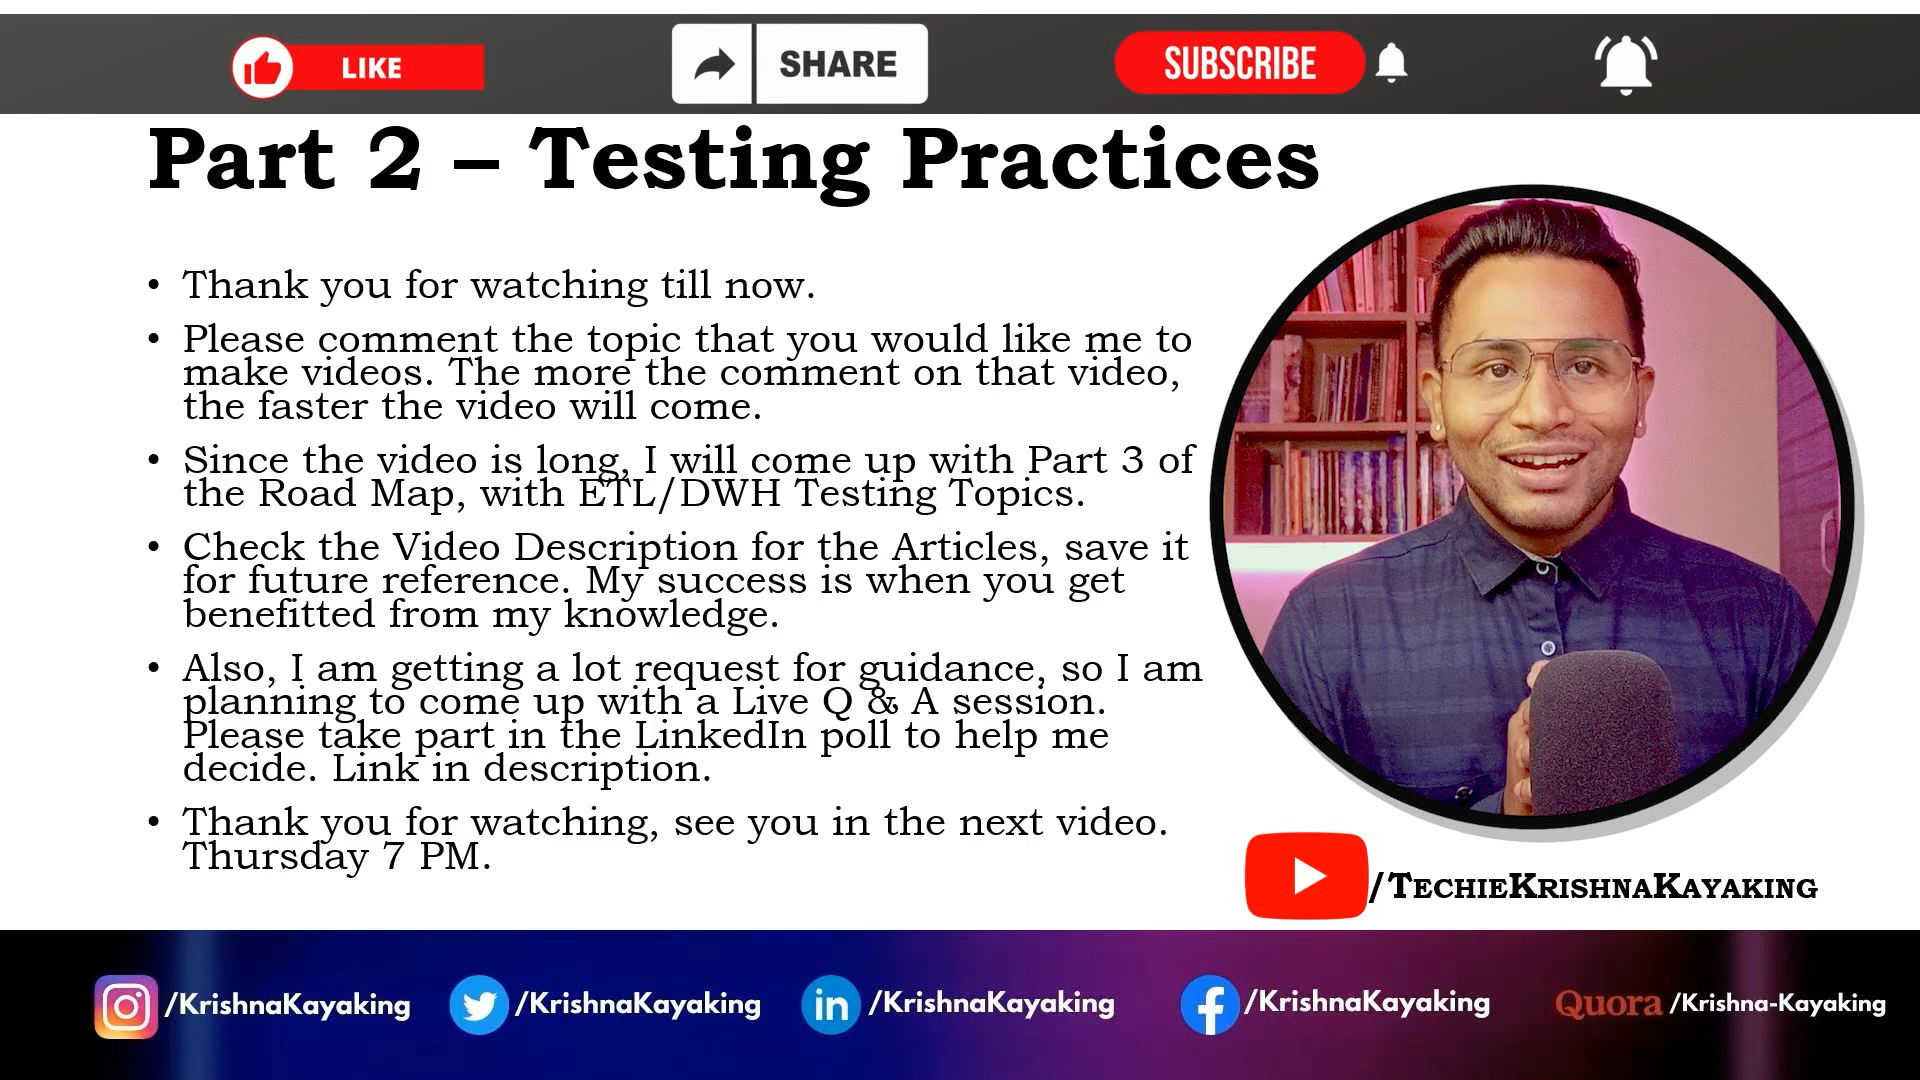 LIKE
SHARE
SUBSCRIBE
Part 2 – Testing Practices
• Thank you for watching till now.
• Please comment the topic that you would like me to
make videos. The more the comment on that video,
the faster the video will come.
• Since the video is long, I will come up with Part 3 of
the Road Map, with ETL/DWH Testing Topics.
• Check the Video Description for the Articles, save it
for future reference. My success is when you get
benefitted from my knowledge.
• Also, I am getting a lot request for guidance, so I am
planning to come up with a Live Q & A session.
Please take part in the LinkedIn poll to help me
decide. Link in description.
• Thank you for watching, see you in the next video.
Thursday 7 PM.
/TECHIEKRISHNAKAYAKING
/KrishnaKayaking
/KrishnaKayaking
in /KrishnaKayaking
/KrishnaKayaking
Quora /Krishna-Kayaking